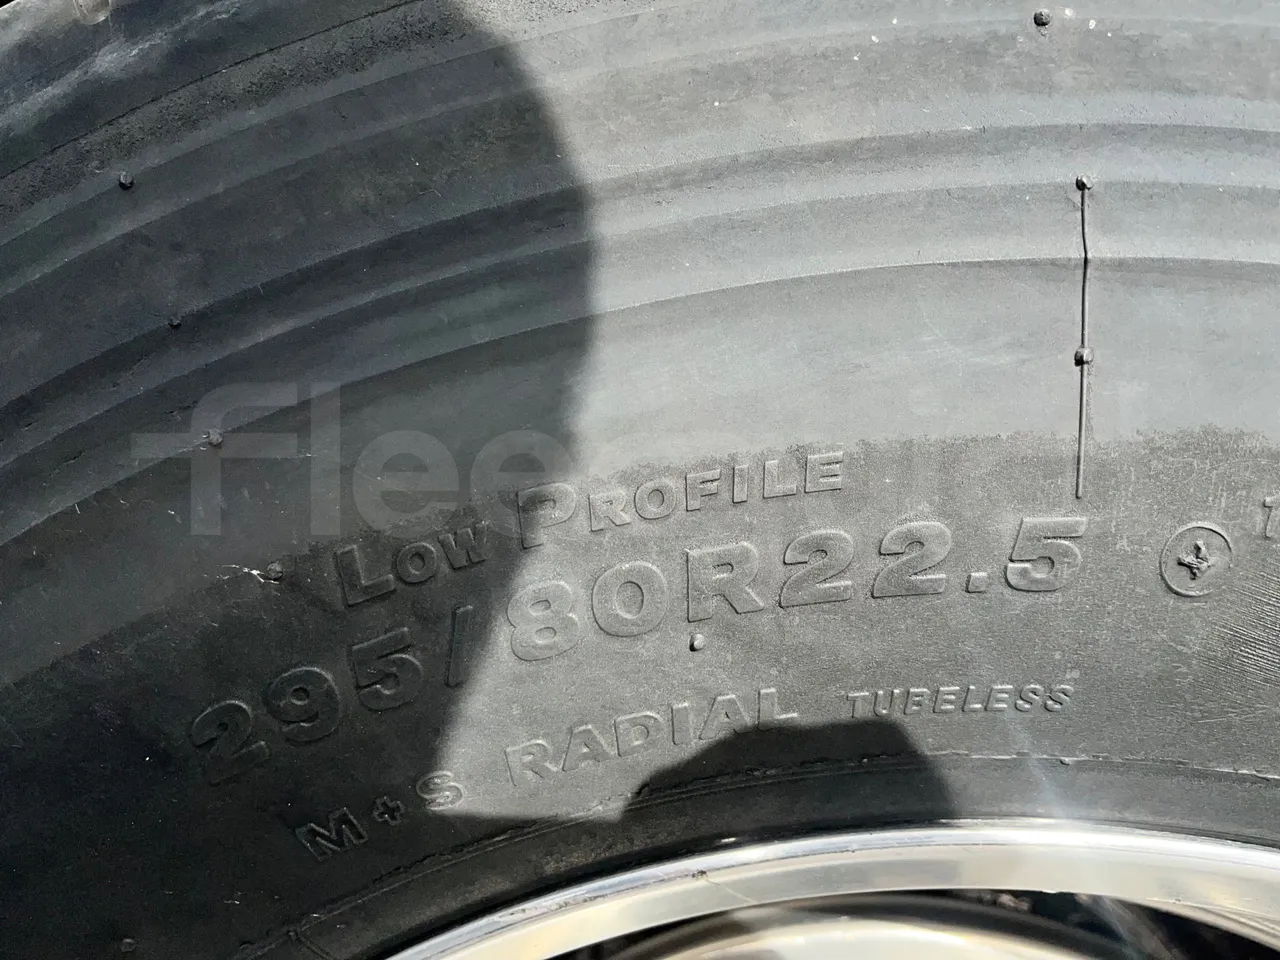 LOW PROFILE
295/80R22.5
M+S RADIAL TUBELESS